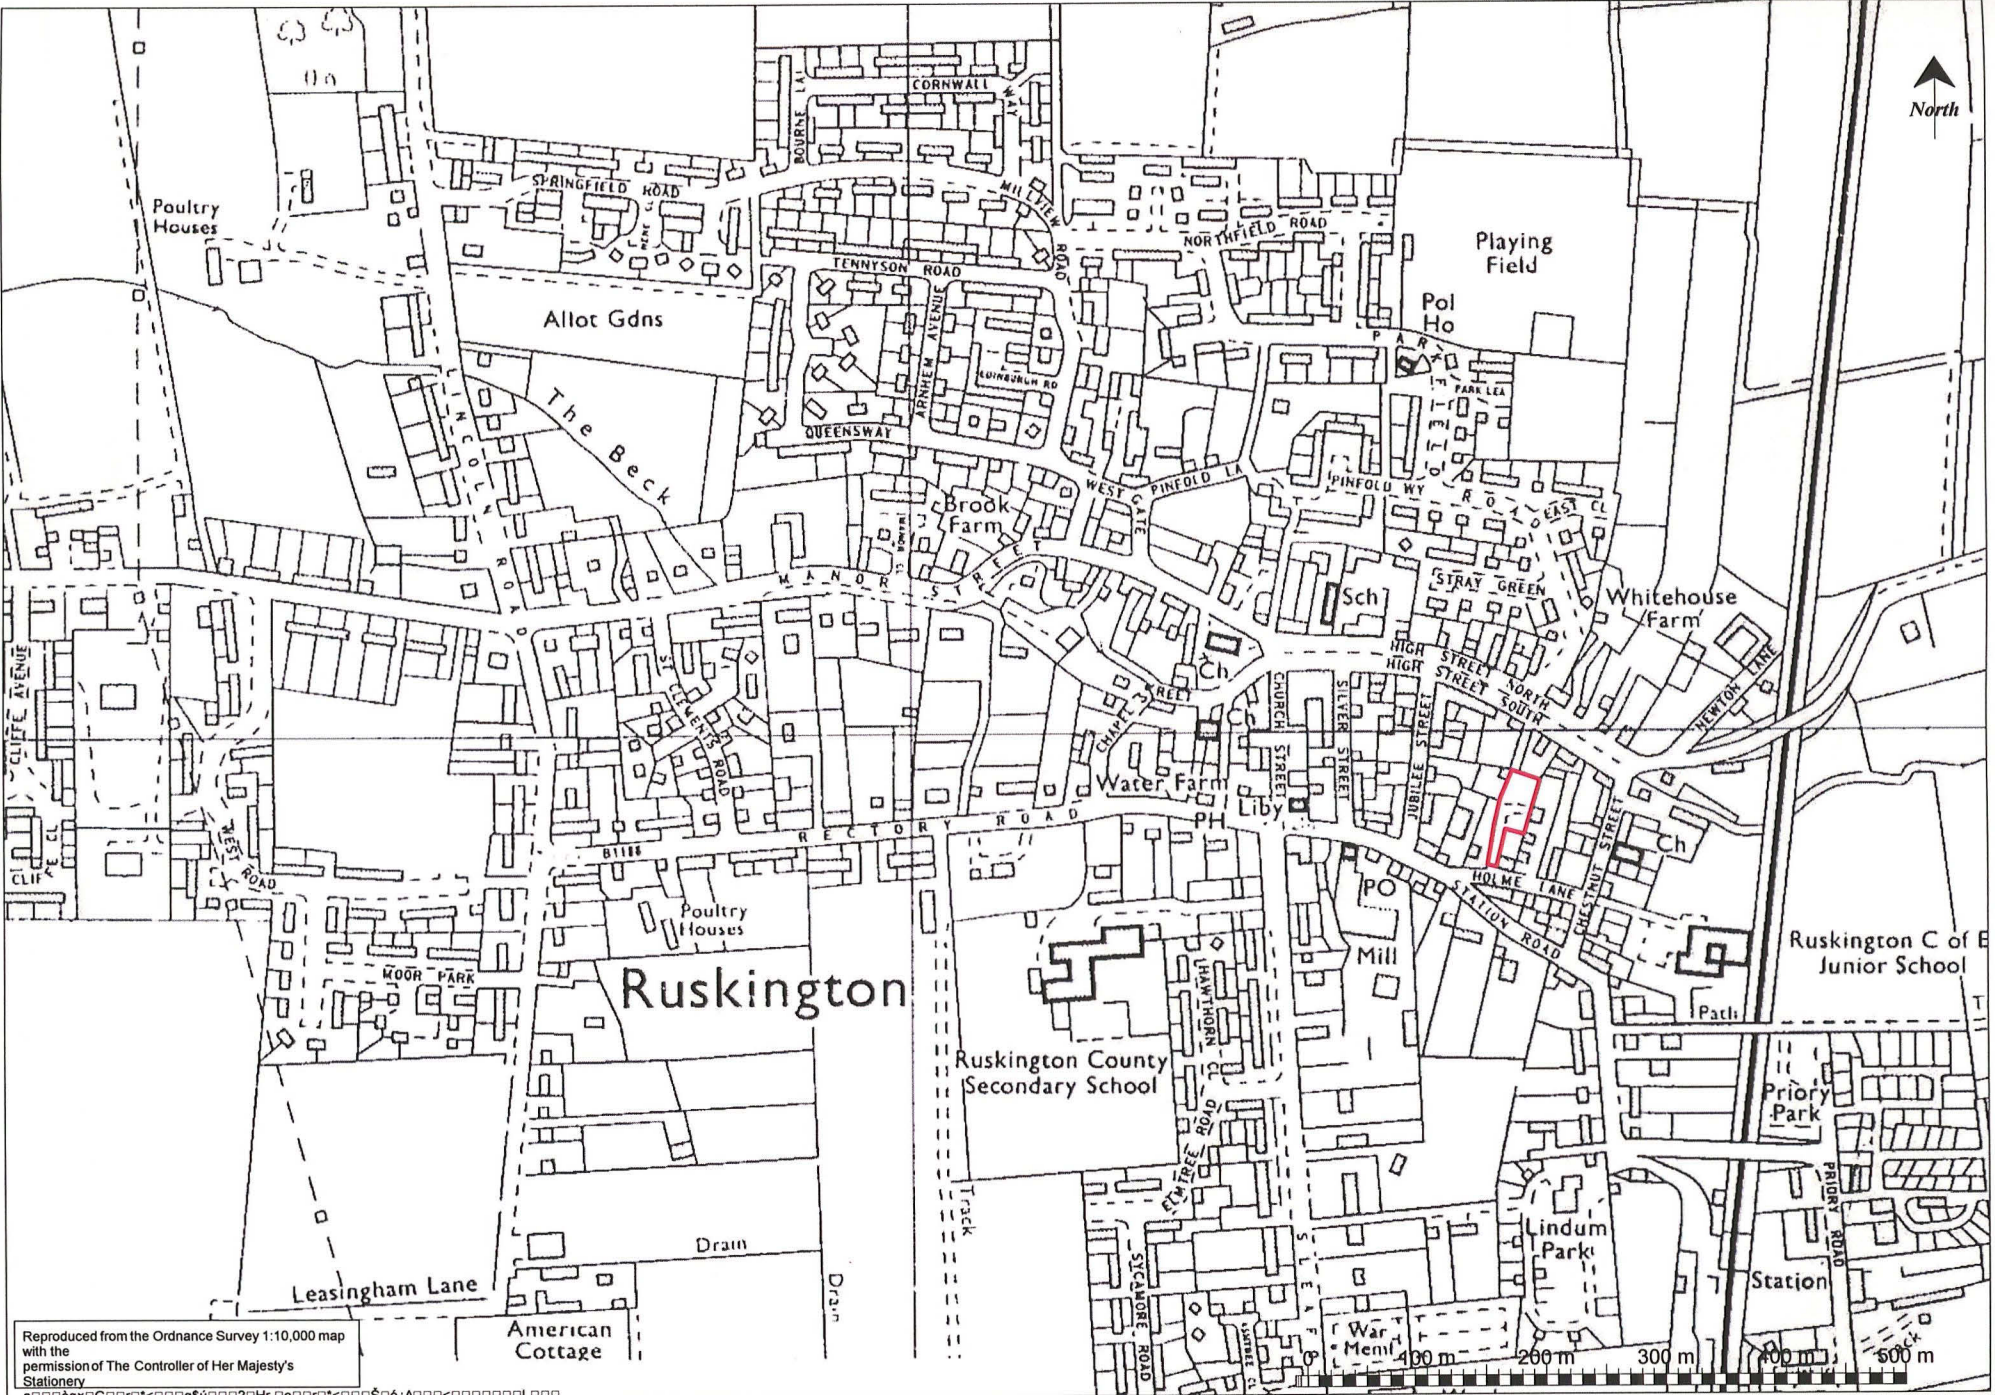 North
CORNWALL
WAY
BOURNE LA
SPRINGFIELD ROAD
MILLVIEW ROAD
Poultry
Houses
NORTHFIELD ROAD
Playing
Field
TENNYSON ROAD
Allot Gdns
ARNHEM AVENUE
EDINBURGH RD
Pol
Ho
PARK LEA
PARKFIELD ROAD
LINCOLN ROAD
The Beck
QUEENSWAY
WESTGATE
PINFOLD LA
PINFOLD WY
EAST CL
Brook
Farm
MANOR STREET
Sch
STRAY GREEN
Whitehouse
Farm
Ch
HIGH STREET NORTH
HIGH STREET SOUTH
NEWTON LANE
CLIFFE AVENUE
ST CLEMENTS ROAD
CHAPEL STREET
CHURCH STREET
SILVER STREET
JUBILEE STREET
Water Farm
PH
Liby
CHESTNUT STREET
Ch
RECTORY ROAD
B1188
WEST ROAD
HOLME LANE
STATION ROAD
PO
Mill
Poultry
Houses
Ruskington
MOOR PARK
HAWTHORN CL
Ruskington C of E
Junior School
Path
Ruskington County
Secondary School
Priory
Park
ELMTREE ROAD
PRIORY ROAD
Track
Lindum
Park
Drain
Drain
SYCAMORE ROAD
Station
Leasingham Lane
American
Cottage
War
Meml
0 100 m 200 m 300 m 400 m 500 m
Reproduced from the Ordnance Survey 1:10,000 map
with the
permission of The Controller of Her Majesty's
Stationery